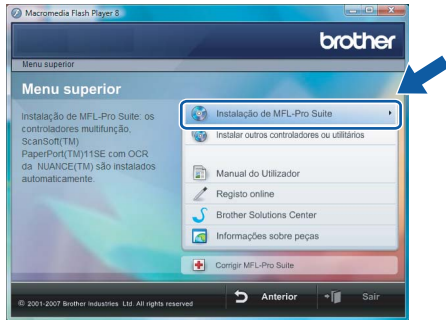 Macromedia Flash Player 8
brother
Menu superior
Menu superior
Instalação de MFL-Pro Suite: os
controladores multifunção,
ScanSoft(TM)
PaperPort(TM)11SE com OCR
da NUANCE(TM) são instalados
automaticamente.
Instalação de MFL-Pro Suite
Instalar outros controladores ou utilitários
Manual do Utilizador
Registo online
Brother Solutions Center
Informações sobre peças
Corrigir MFL-Pro Suite
© 2001-2007 Brother Industries Ltd. All rights reserved
Anterior
Sair